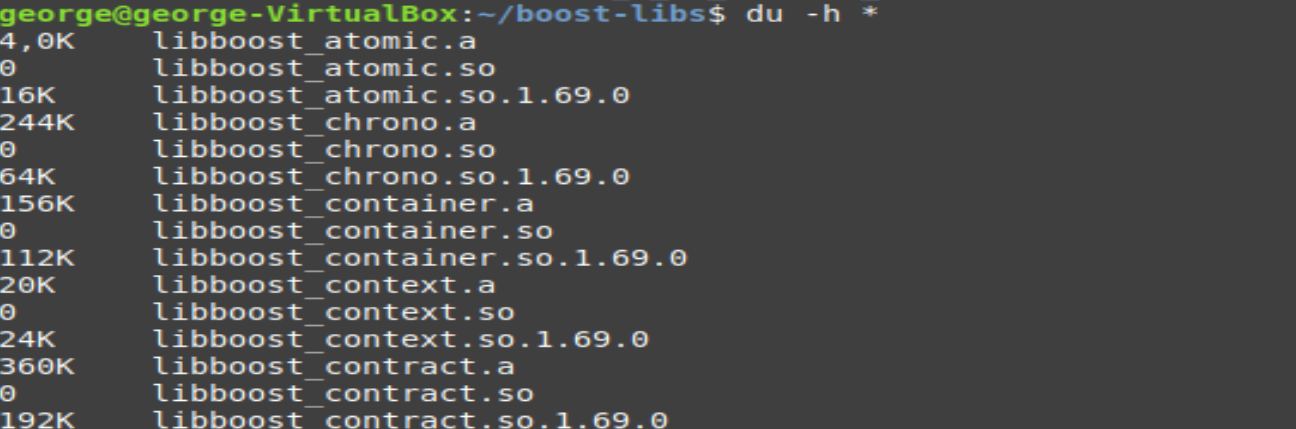 george@george-VirtualBox:~/boost-libs$ du -h *
4,0K    libboost_atomic.a
0       libboost_atomic.so
16K     libboost_atomic.so.1.69.0
244K    libboost_chrono.a
0       libboost_chrono.so
64K     libboost_chrono.so.1.69.0
156K    libboost_container.a
0       libboost_container.so
112K    libboost_container.so.1.69.0
20K     libboost_context.a
0       libboost_context.so
24K     libboost_context.so.1.69.0
360K    libboost_contract.a
0       libboost_contract.so
192K    libboost_contract.so.1.69.0